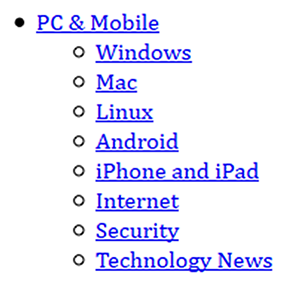 PC & Mobile
Windows
Mac
Linux
Android
iPhone and iPad
Internet
Security
Technology News